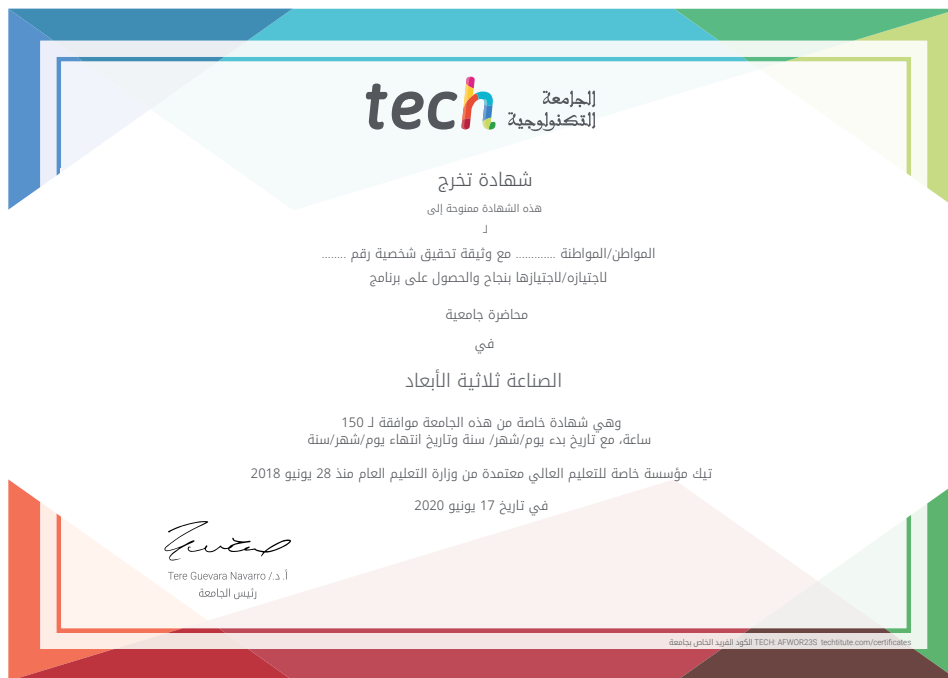 tech الجامعة
التكنولوجية
شهادة تخرج
هذه الشهادة ممنوحة إلى
لـ
المواطن/المواطنة ............ مع وثيقة تحقيق شخصية رقم ........
لاجتيازه/لاجتيازها بنجاح والحصول على برنامج
محاضرة جامعية
في
الصناعة ثلاثية الأبعاد
وهي شهادة خاصة من هذه الجامعة موافقة لـ 150
ساعة، مع تاريخ بدء يوم/شهر/ سنة وتاريخ انتهاء يوم/شهر/سنة
تيك مؤسسة خاصة للتعليم العالي معتمدة من وزارة التعليم العام منذ 28 يونيو 2018
في تاريخ 17 يونيو 2020
أ. د./ Tere Guevara Navarro
رئيس الجامعة
الكود الفريد الخاص بجامعة TECH: AFWOR23S techtitute.com/certificates